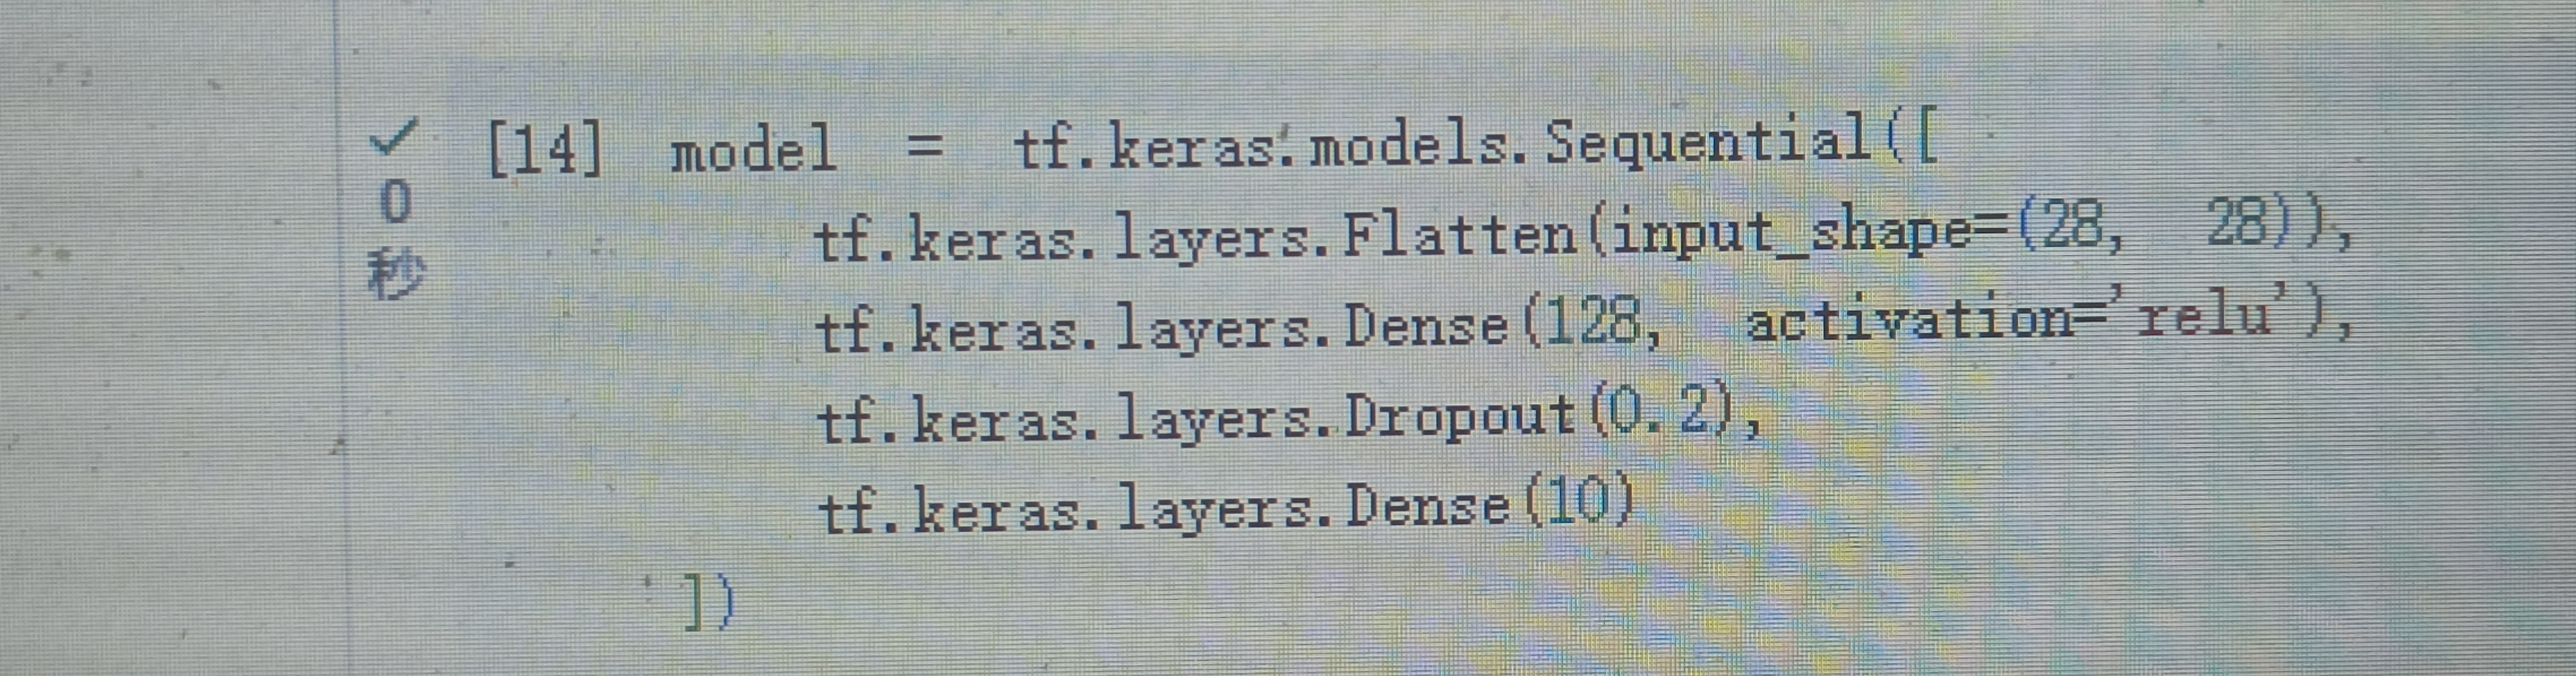 ✓ [14] model = tf.keras.models.Sequential([
0 tf.keras.layers.Flatten(input_shape=(28, 28)),
秒 tf.keras.layers.Dense(128, activation='relu'),
tf.keras.layers.Dropout(0.2),
tf.keras.layers.Dense(10)
])